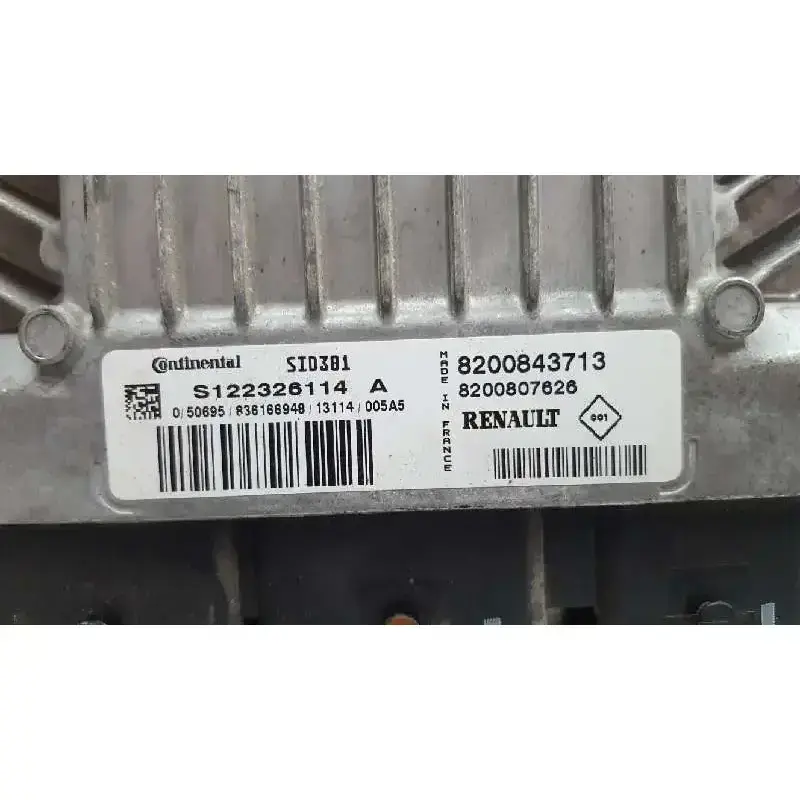 Continental SID301
S122326114 A
0/50695/836166948/13114/005A5
MADE IN FRANCE
8200843713
8200807626
RENAULT 001